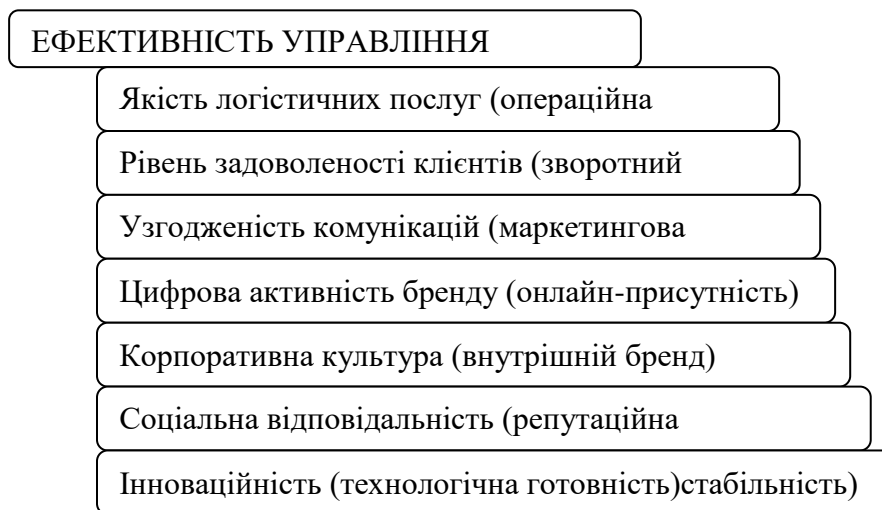 ЕФЕКТИВНІСТЬ УПРАВЛІННЯ
Якість логістичних послуг (операційна
Рівень задоволеності клієнтів (зворотний
Узгодженість комунікацій (маркетингова
Цифрова активність бренду (онлайн-присутність)
Корпоративна культура (внутрішній бренд)
Соціальна відповідальність (репутаційна
Інноваційність (технологічна готовність)стабільність)